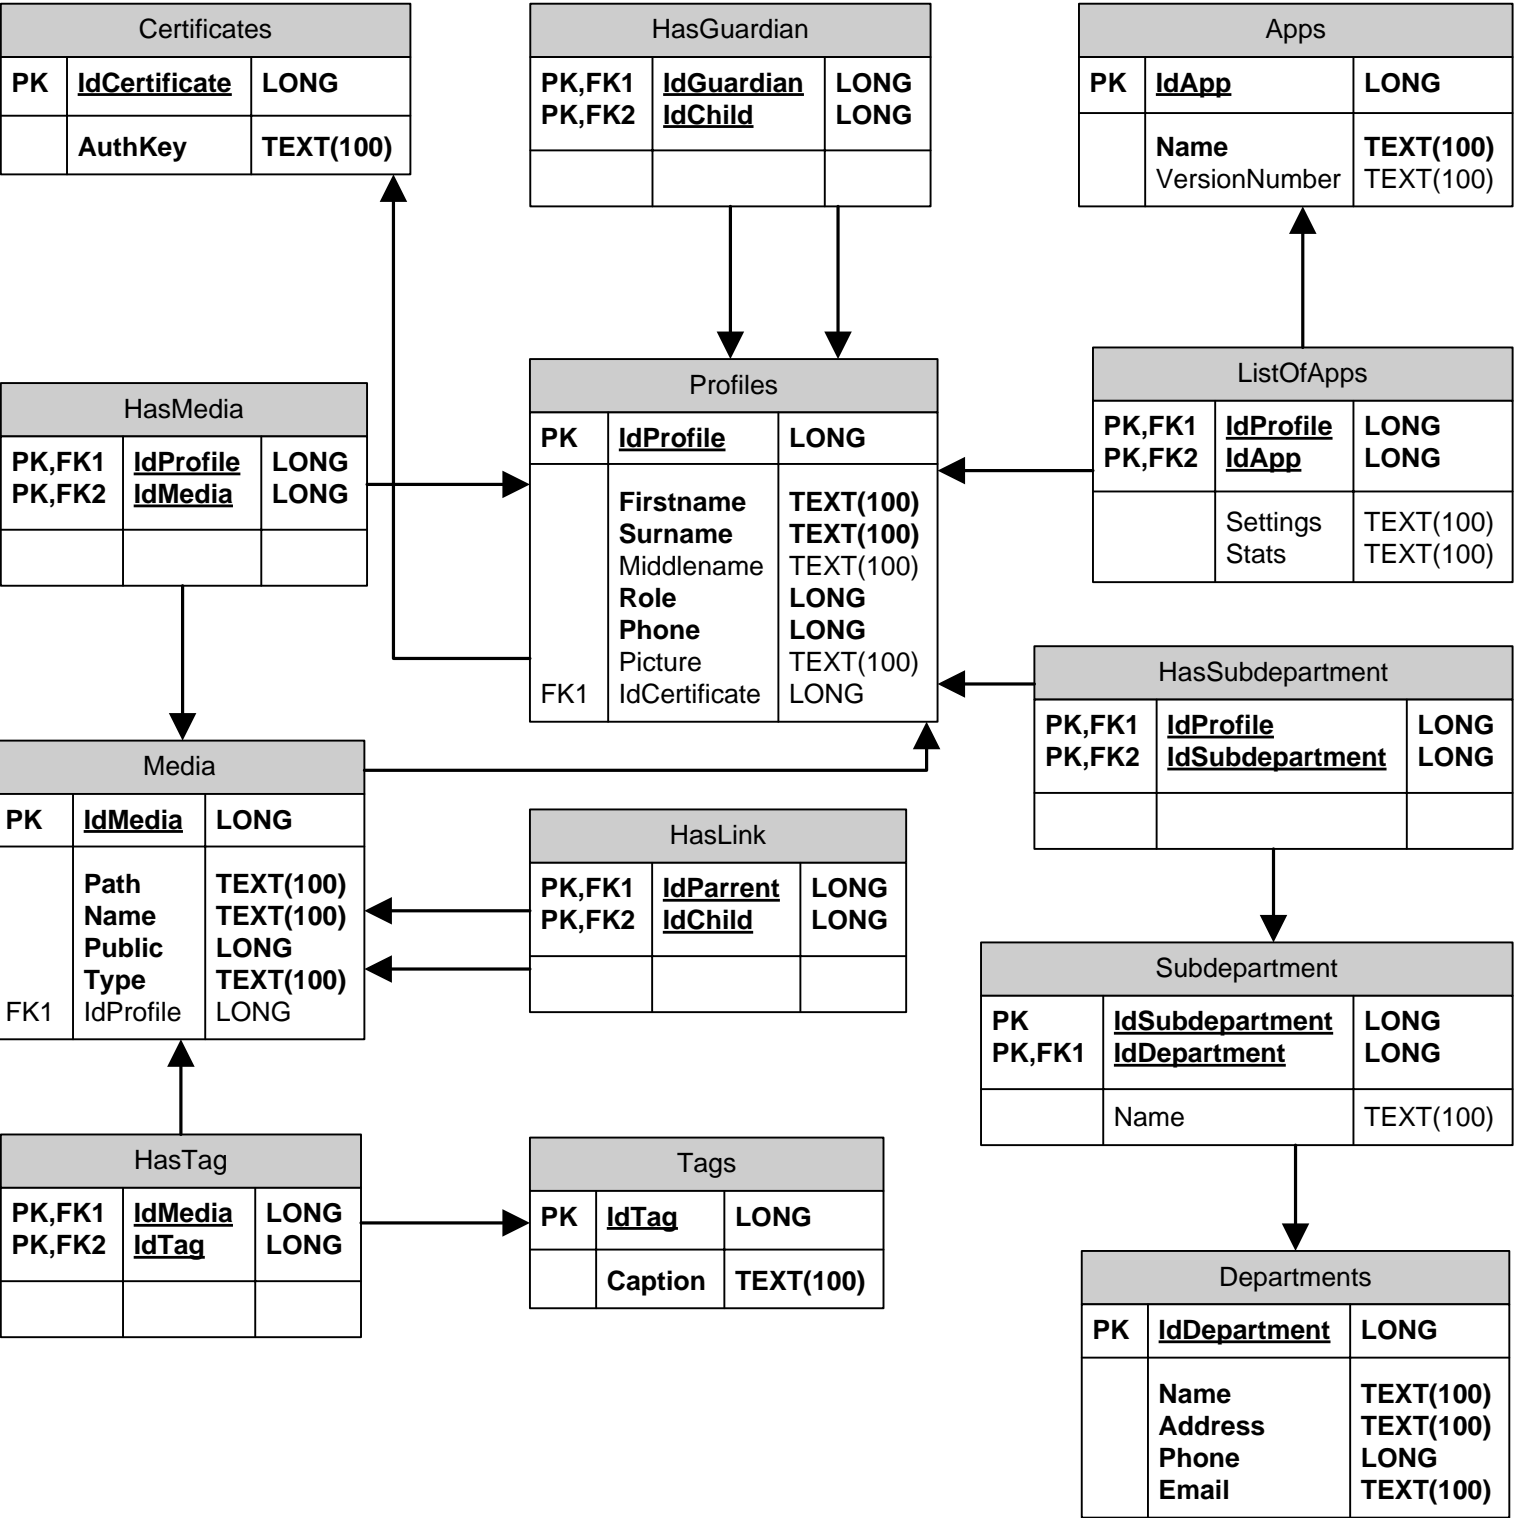 Certificates
PK IdCertificate LONG
AuthKey TEXT(100)
HasGuardian
PK,FK1 IdGuardian LONG
PK,FK2 IdChild LONG
Apps
PK IdApp LONG
Name TEXT(100)
VersionNumber TEXT(100)
HasMedia
PK,FK1 IdProfile LONG
PK,FK2 IdMedia LONG
Profiles
PK IdProfile LONG
Firstname TEXT(100)
Surname TEXT(100)
Middlename TEXT(100)
Role LONG
Phone LONG
Picture TEXT(100)
FK1 IdCertificate LONG
ListOfApps
PK,FK1 IdProfile LONG
PK,FK2 IdApp LONG
Settings TEXT(100)
Stats TEXT(100)
HasSubdepartment
PK,FK1 IdProfile LONG
PK,FK2 IdSubdepartment LONG
Media
PK IdMedia LONG
Path TEXT(100)
Name TEXT(100)
Public LONG
Type TEXT(100)
FK1 IdProfile LONG
HasLink
PK,FK1 IdParrent LONG
PK,FK2 IdChild LONG
Subdepartment
PK IdSubdepartment LONG
PK,FK1 IdDepartment LONG
Name TEXT(100)
HasTag
PK,FK1 IdMedia LONG
PK,FK2 IdTag LONG
Tags
PK IdTag LONG
Caption TEXT(100)
Departments
PK IdDepartment LONG
Name TEXT(100)
Address TEXT(100)
Phone LONG
Email TEXT(100)